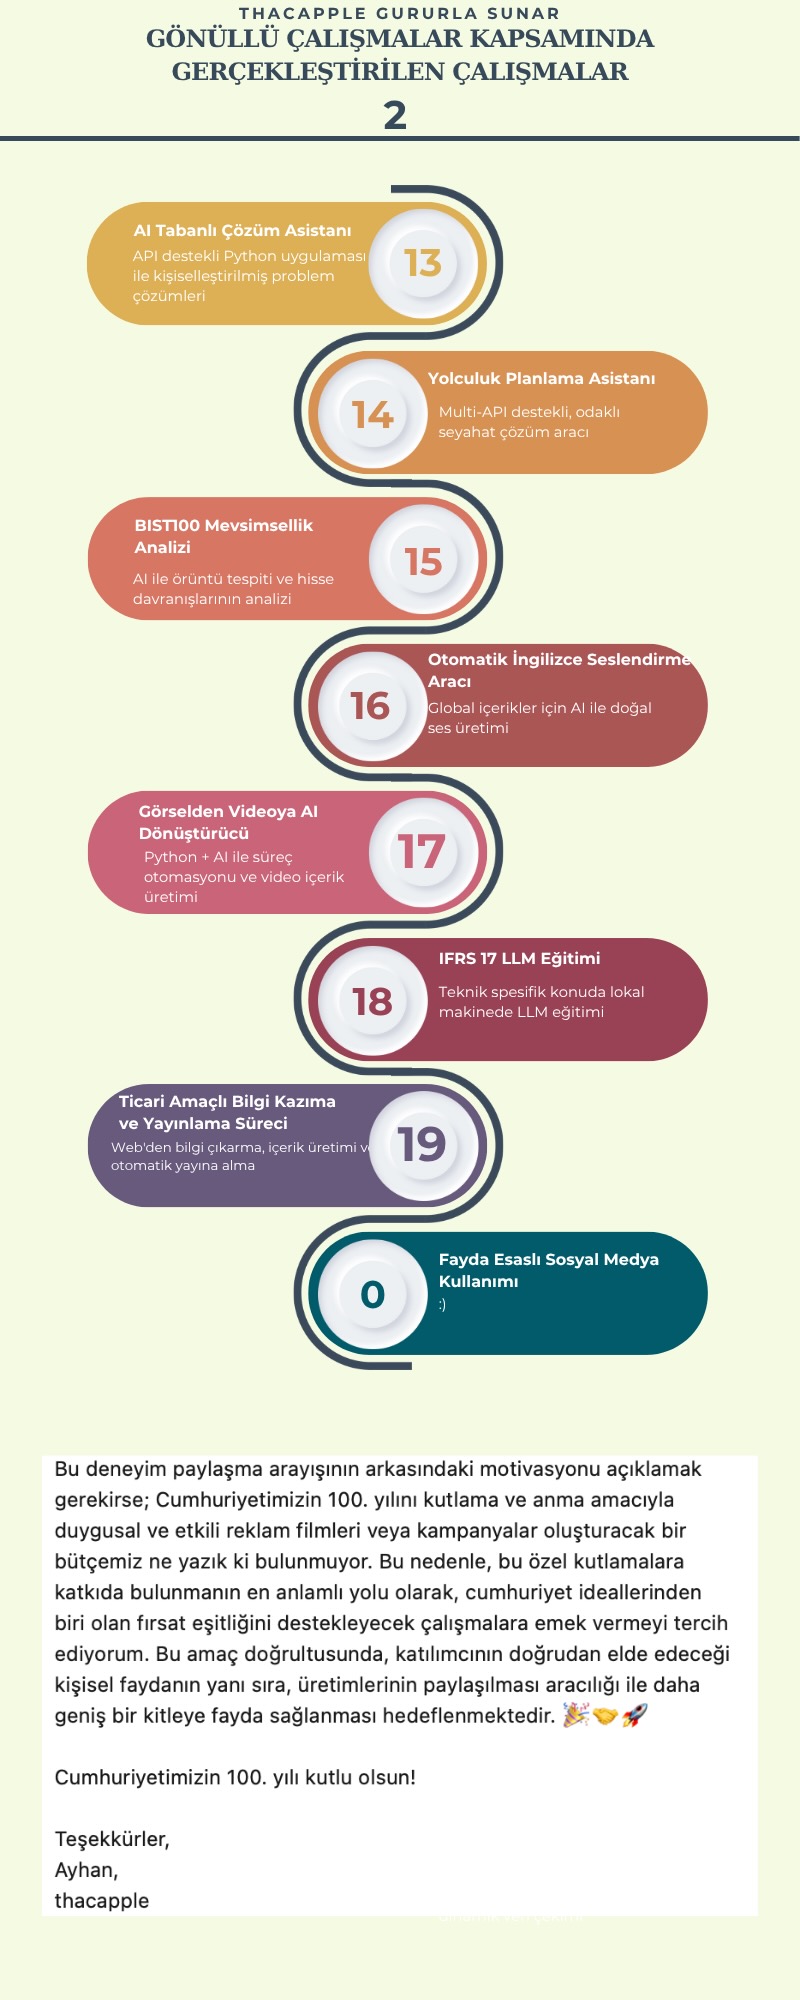 THACAPPLE GURURLA SUNAR
GÖNÜLLÜ ÇALIŞMALAR KAPSAMINDA
GERÇEKLEŞTİRİLEN ÇALIŞMALAR
2
AI Tabanlı Çözüm Asistanı
API destekli Python uygulaması
ile kişiselleştirilmiş problem
çözümleri
13
14
Yolculuk Planlama Asistanı
Multi-API destekli, odaklı
seyahat çözüm aracı
BIST100 Mevsimsellik
Analizi
AI ile örüntü tespiti ve hisse
davranışlarının analizi
15
16
Otomatik İngilizce Seslendirme
Aracı
Global içerikler için AI ile doğal
ses üretimi
Görselden Videoya AI
Dönüştürücü
Python + AI ile süreç
otomasyonu ve video içerik
üretimi
17
18
IFRS 17 LLM Eğitimi
Teknik spesifik konuda lokal
makinede LLM eğitimi
Ticari Amaçlı Bilgi Kazıma
ve Yayınlama Süreci
Web'den bilgi çıkarma, içerik üretimi ve
otomatik yayına alma
19
0
Fayda Esaslı Sosyal Medya
Kullanımı
:)
Bu deneyim paylaşma arayışının arkasındaki motivasyonu açıklamak
gerekirse; Cumhuriyetimizin 100. yılını kutlama ve anma amacıyla
duygusal ve etkili reklam filmleri veya kampanyalar oluşturacak bir
bütçemiz ne yazık ki bulunmuyor. Bu nedenle, bu özel kutlamalara
katkıda bulunmanın en anlamlı yolu olarak, cumhuriyet ideallerinden
biri olan fırsat eşitliğini destekleyecek çalışmalara emek vermeyi tercih
ediyorum. Bu amaç doğrultusunda, katılımcının doğrudan elde edeceği
kişisel faydanın yanı sıra, üretimlerinin paylaşılması aracılığı ile daha
geniş bir kitleye fayda sağlanması hedeflenmektedir. 🎉🤝🚀
Cumhuriyetimizin 100. yılı kutlu olsun!
Teşekkürler,
Ayhan,
thacapple